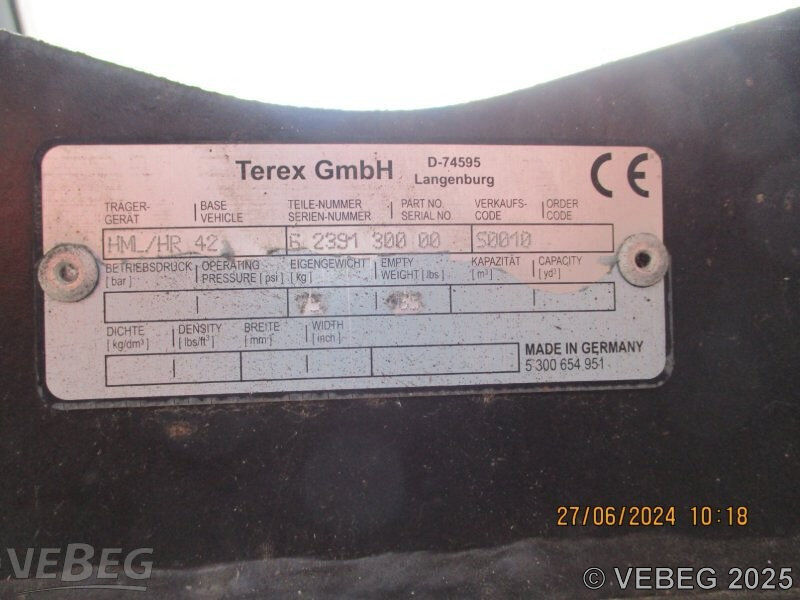 Terex GmbH D-74595
Langenburg
CE
TRÄGER- BASE TEILE-NUMMER PART NO. VERKAUFS- ORDER
GERÄT VEHICLE SERIEN-NUMMER SERIAL NO. CODE CODE
HML/HR 42 6 2391 300 00 S0010
BETRIEBSDRUCK OPERATING EIGENGEWICHT EMPTY KAPAZITÄT CAPACITY
[ bar] PRESSURE [ psi ] [kg] WEIGHT [ lbs] [ m³] [yd³]
DICHTE DENSITY BREITE WIDTH
[ kg/dm³ ] [ lbs/ft³ ] [ mm ] [ inch]
MADE IN GERMANY
5 300 654 951
27/06/2024 10:18
VEBEG
© VEBEG 2025